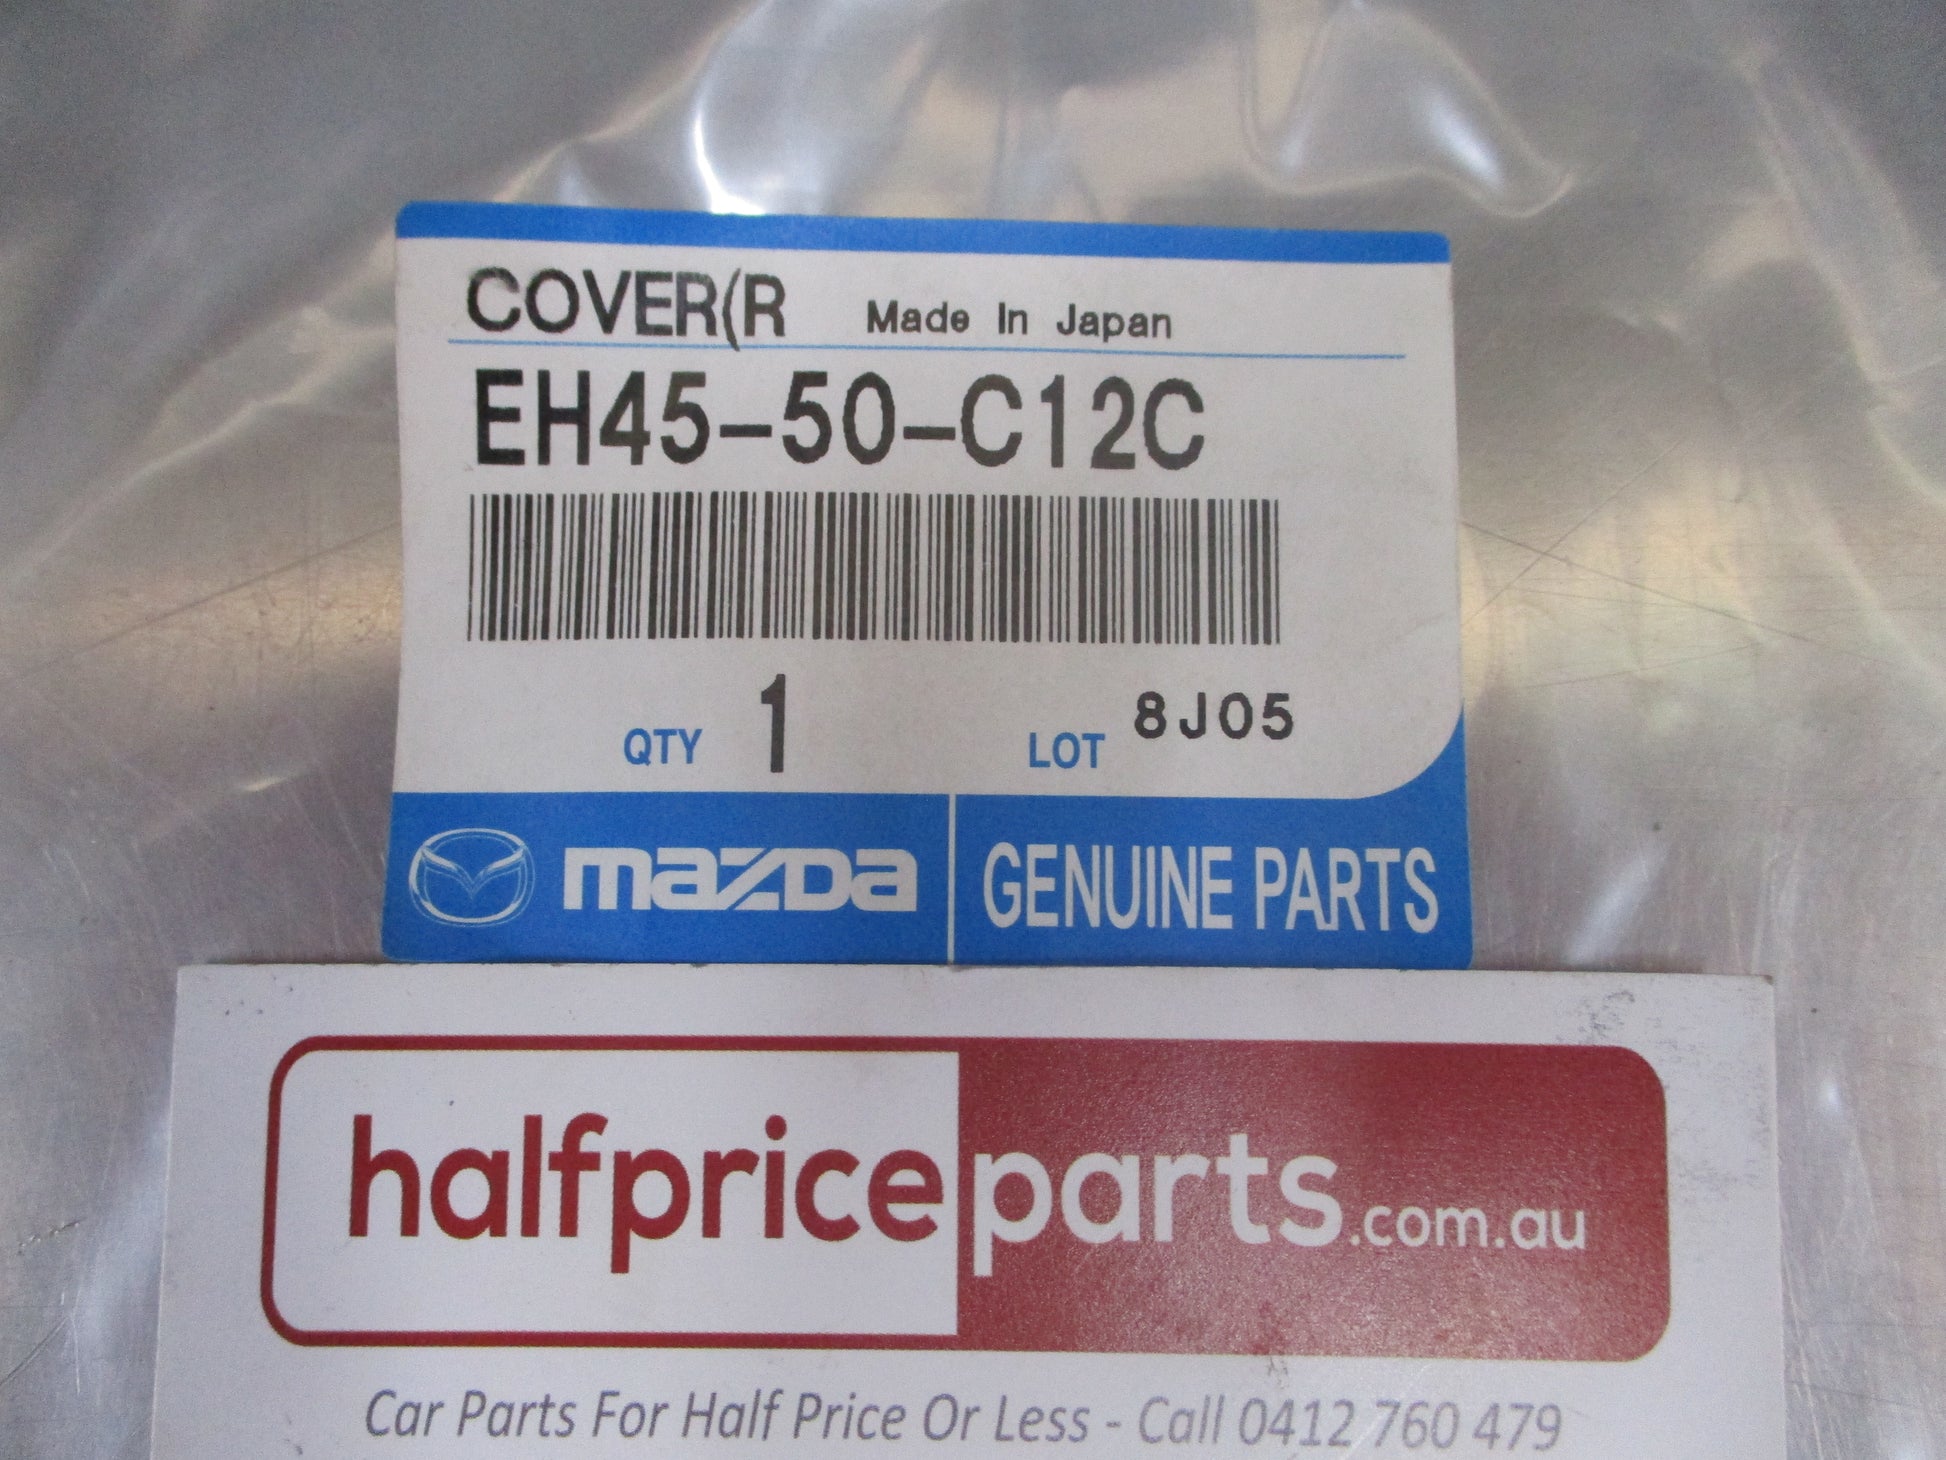 COVER(R Made In Japan
EH45-50-C12C
QTY 1 LOT 8J05
mazda GENUINE PARTS
halfpriceparts.com.au
Car Parts For Half Price Or Less - Call 0412 760 479